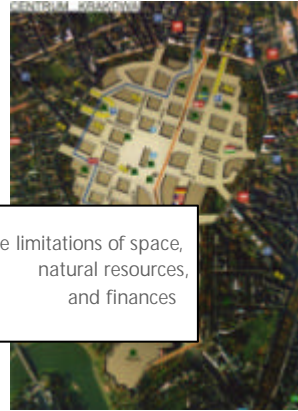 CENTRUM KRAKOWA
e limitations of space,
natural resources,
and finances